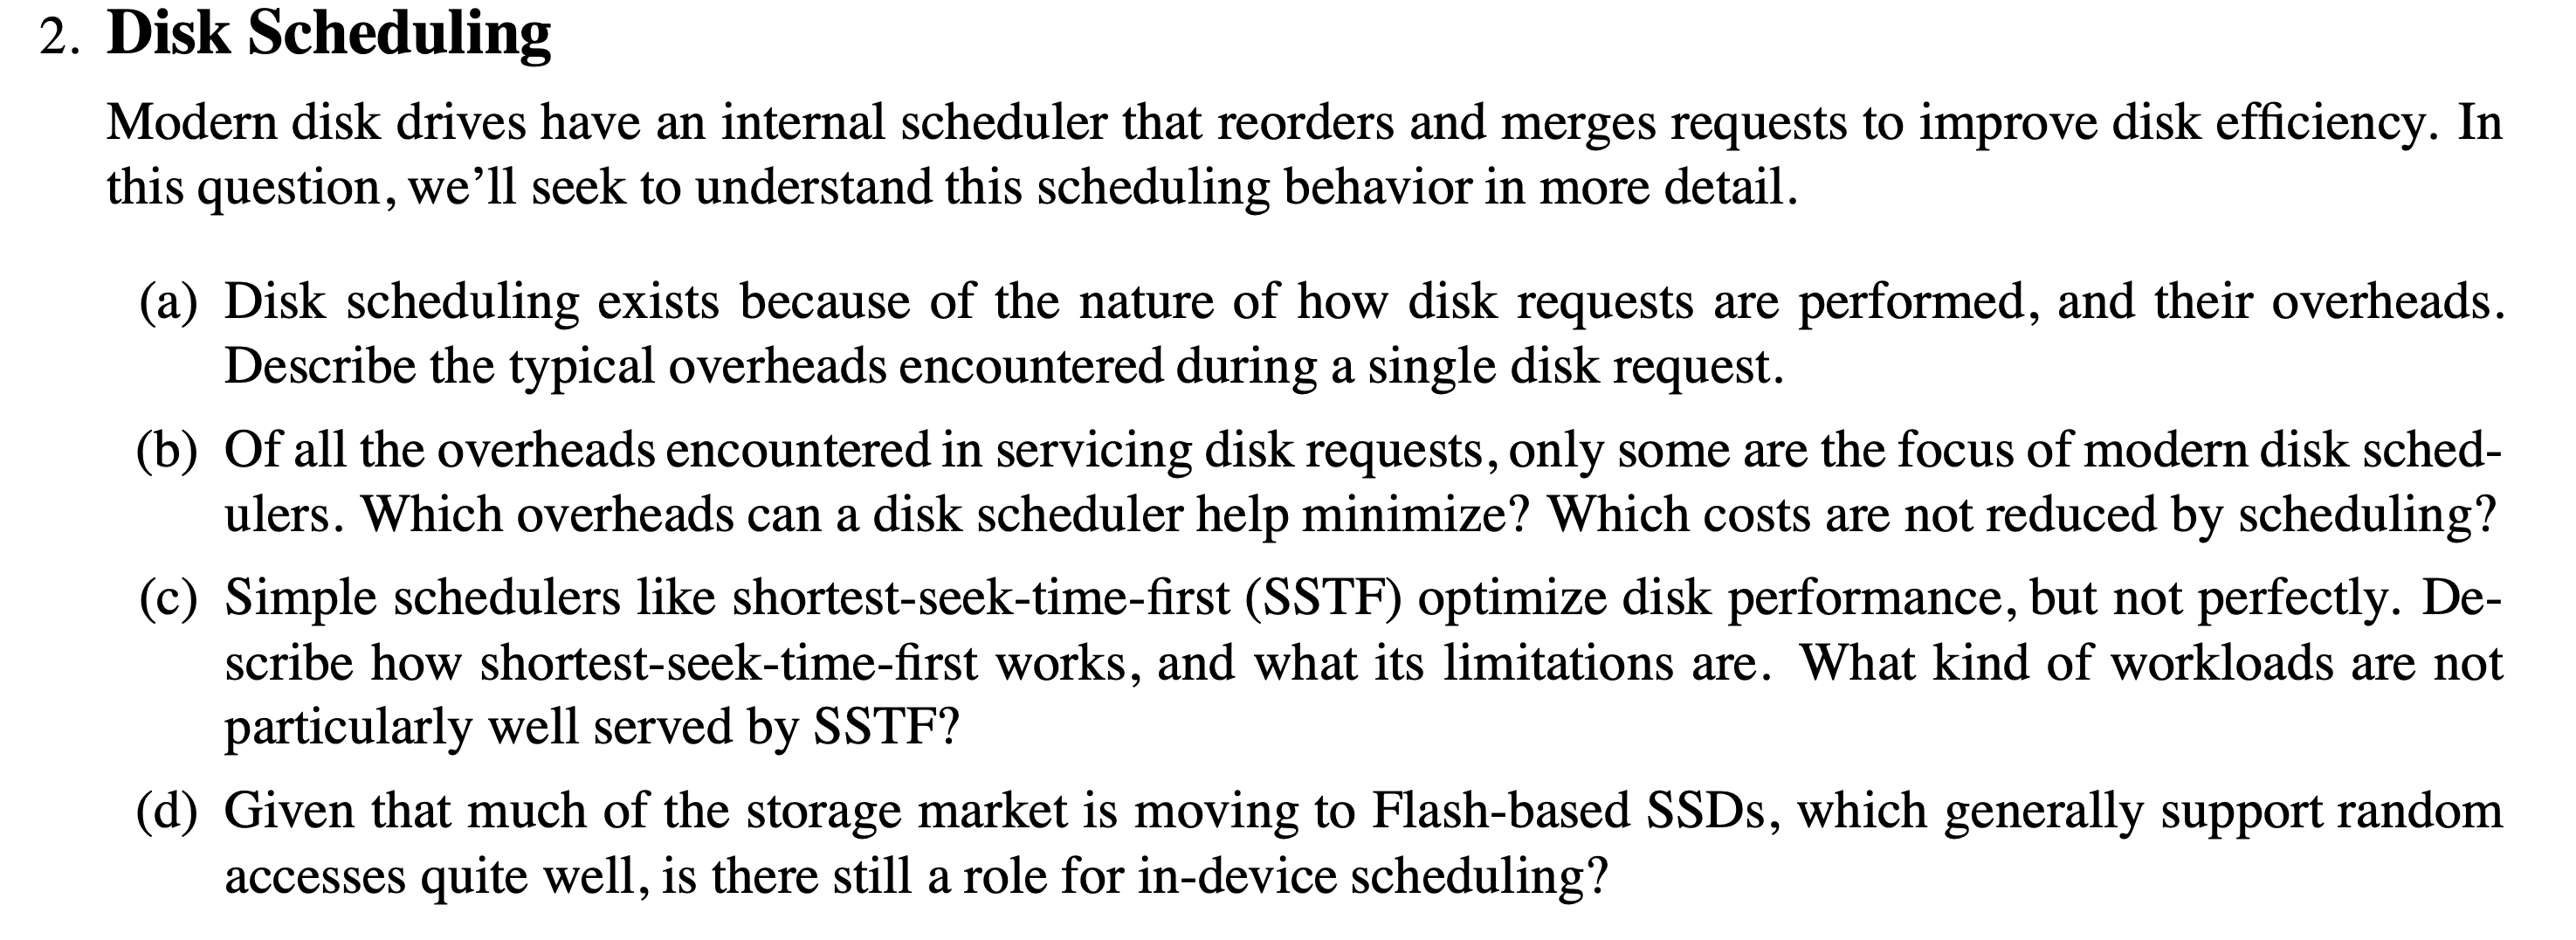 2. Disk Scheduling
Modern disk drives have an internal scheduler that reorders and merges requests to improve disk efficiency. In
this question, we'll seek to understand this scheduling behavior in more detail.
(a) Disk scheduling exists because of the nature of how disk requests are performed, and their overheads.
Describe the typical overheads encountered during a single disk request.
(b) Of all the overheads encountered in servicing disk requests, only some are the focus of modern disk sched-
ulers. Which overheads can a disk scheduler help minimize? Which costs are not reduced by scheduling?
(c) Simple schedulers like shortest-seek-time-first (SSTF) optimize disk performance, but not perfectly. De-
scribe how shortest-seek-time-first works, and what its limitations are. What kind of workloads are not
particularly well served by SSTF?
(d) Given that much of the storage market is moving to Flash-based SSDs, which generally support random
accesses quite well, is there still a role for in-device scheduling?